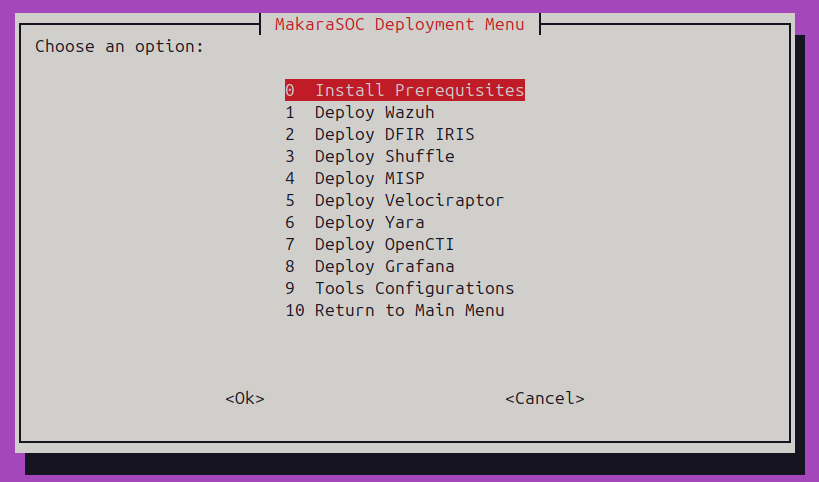 MakaraSOC Deployment Menu
Choose an option:
0 Install Prerequisites
1 Deploy Wazuh
2 Deploy DFIR IRIS
3 Deploy Shuffle
4 Deploy MISP
5 Deploy Velociraptor
6 Deploy Yara
7 Deploy OpenCTI
8 Deploy Grafana
9 Tools Configurations
10 Return to Main Menu
<Ok> <Cancel>